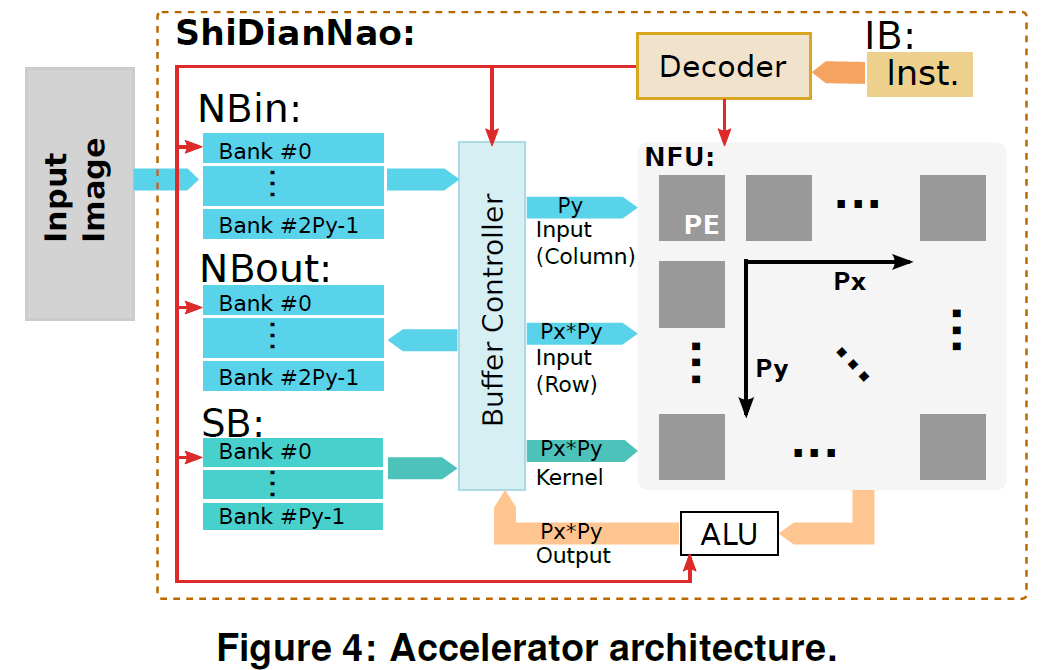 ShiDianNao:
IB:
Decoder
Inst.
Input
Image
NBin:
Bank #0
⋮
Bank #2Py-1
NBout:
Bank #0
⋮
Bank #2Py-1
SB:
Bank #0
⋮
Bank #Py-1
Buffer Controller
Py
Input
(Column)
Px*Py
Input
(Row)
Px*Py
Kernel
NFU:
PE
...
Px
Py
⋮
⋱
⋮
...
ALU
Px*Py
Output
Figure 4: Accelerator architecture.